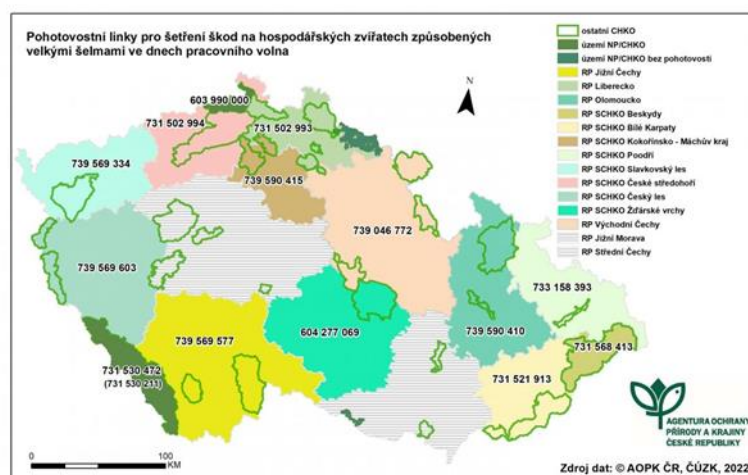 Pohotovostní linky pro šetření škod na hospodářských zvířatech způsobených
velkými šelmami ve dnech pracovního volna
N
ostatní CHKO
území NP/CHKO
území NP/CHKO bez pohotovosti
RP Jižní Čechy
RP Liberecko
RP Olomoucko
RP SCHKO Beskydy
RP SCHKO Bílé Karpaty
RP SCHKO Kokořínsko - Máchův kraj
RP SCHKO Poodří
RP SCHKO Slavkovský les
RP SCHKO České středohoří
RP SCHKO Český les
RP SCHKO Žďárské vrchy
RP Východní Čechy
RP Jižní Morava
RP Střední Čechy
603 990 000
731 502 994
731 502 993
739 569 334
739 590 415
739 046 772
739 569 603
733 158 393
739 569 577
604 277 069
739 590 410
731 568 413
731 530 472
(731 530 211)
731 521 913
AGENTURA OCHRANY
PŘÍRODY A KRAJINY
ČESKÉ REPUBLIKY
0
100
KM
Zdroj dat: © AOPK ČR, ČÚZK, 2022